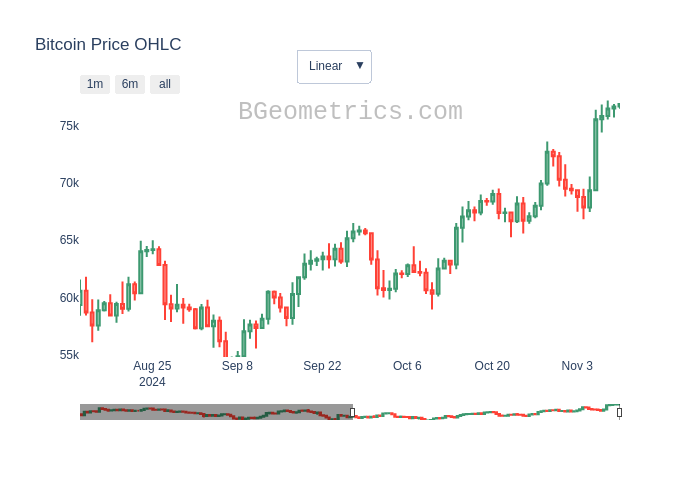 Bitcoin Price OHLC
Linear ▼
1m 6m all
BGeometrics.com
75k
70k
65k
60k
55k
Aug 25 Sep 8 Sep 22 Oct 6 Oct 20 Nov 3
2024